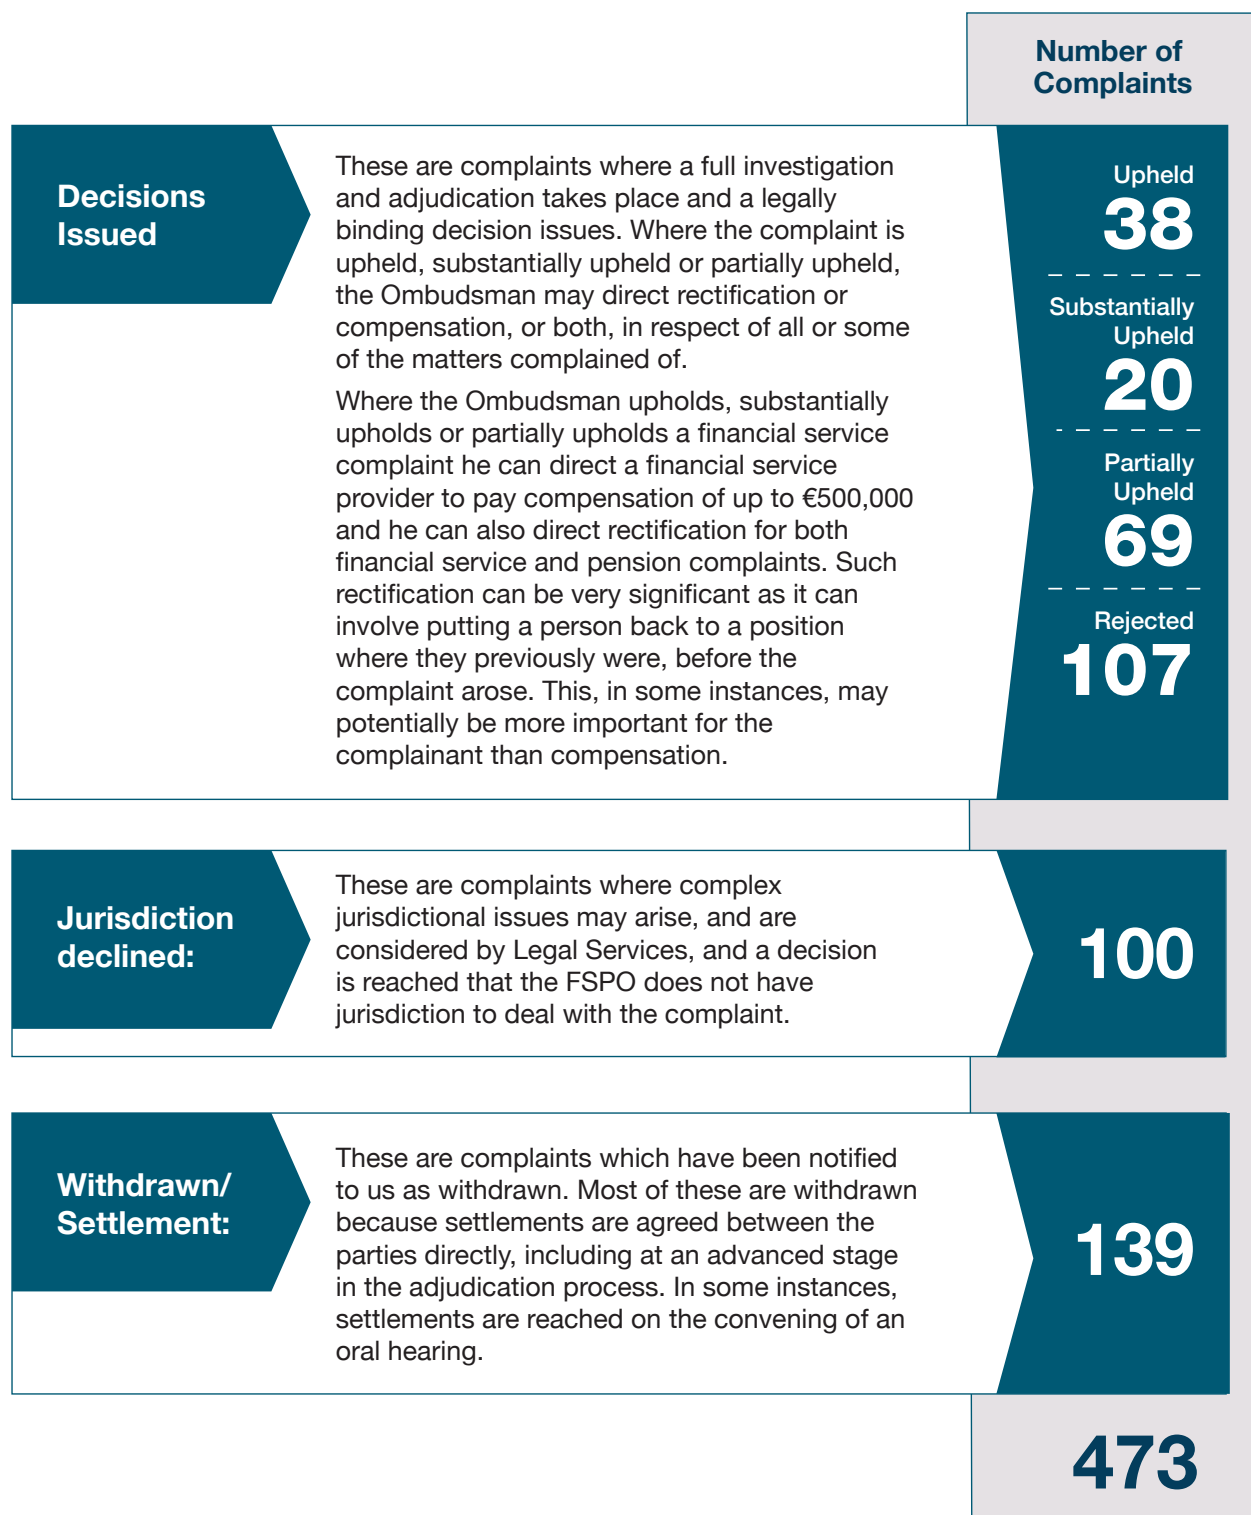 Number of
Complaints
Decisions
Issued
These are complaints where a full investigation
and adjudication takes place and a legally
binding decision issues. Where the complaint is
upheld, substantially upheld or partially upheld,
the Ombudsman may direct rectification or
compensation, or both, in respect of all or some
of the matters complained of.
Where the Ombudsman upholds, substantially
upholds or partially upholds a financial service
complaint he can direct a financial service
provider to pay compensation of up to €500,000
and he can also direct rectification for both
financial service and pension complaints. Such
rectification can be very significant as it can
involve putting a person back to a position
where they previously were, before the
complaint arose. This, in some instances, may
potentially be more important for the
complainant than compensation.
Upheld
38
Substantially
Upheld
20
Partially
Upheld
69
Rejected
107
Jurisdiction
declined:
These are complaints where complex
jurisdictional issues may arise, and are
considered by Legal Services, and a decision
is reached that the FSPO does not have
jurisdiction to deal with the complaint.
100
Withdrawn/
Settlement:
These are complaints which have been notified
to us as withdrawn. Most of these are withdrawn
because settlements are agreed between the
parties directly, including at an advanced stage
in the adjudication process. In some instances,
settlements are reached on the convening of an
oral hearing.
139
473